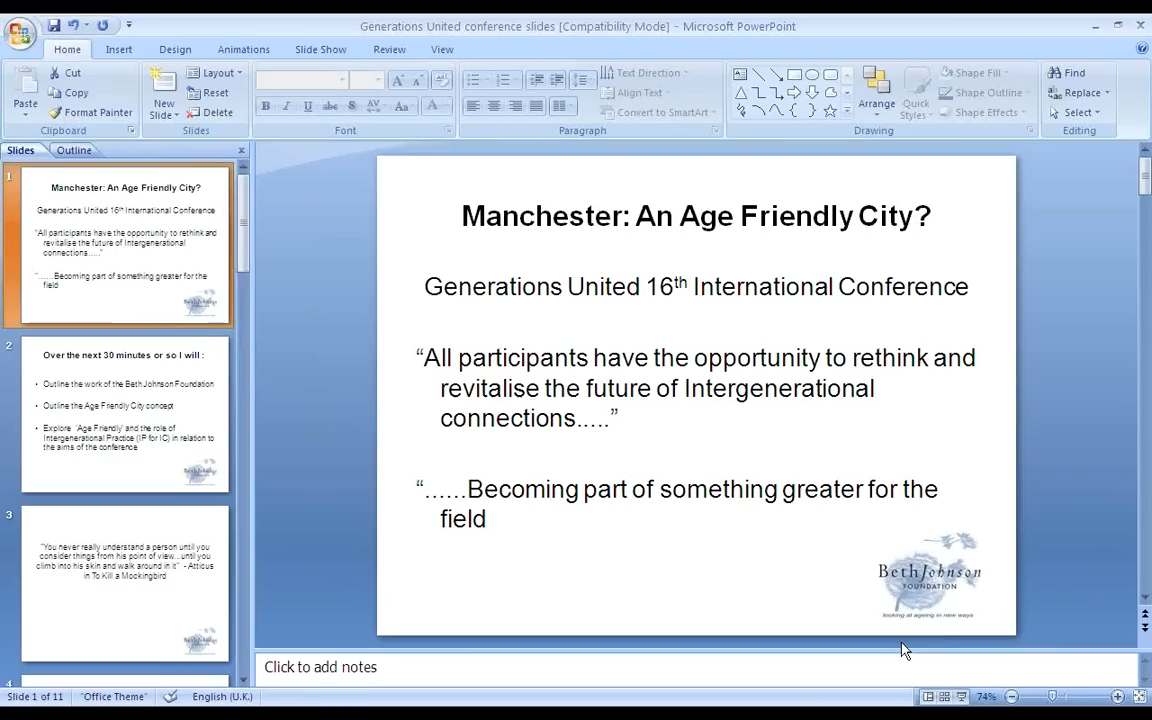 Generations United conference slides [Compatibility Mode] - Microsoft PowerPoint
Home Insert Design Animations Slide Show Review View
Paste
Cut
Copy
Format Painter
Clipboard
New Slide
Layout
Reset
Delete
Slides
B I U abc S AV Aa A
Font
Text Direction
Align Text
Convert to SmartArt
Paragraph
Arrange
Quick Styles
Shape Fill
Shape Outline
Shape Effects
Drawing
Find
Replace
Select
Editing
Slides Outline
1
Manchester: An Age Friendly City?
Generations United 16th International Conference
“All participants have the opportunity to rethink and
revitalise the future of Intergenerational
connections…..”
“……Becoming part of something greater for the
field
2
Over the next 30 minutes or so I will :
• Outline the work of the Beth Johnson Foundation
• Outline the Age Friendly City concept
• Explore ‘Age Friendly’ and the role of
Intergenerational Practice (IP for IC) in relation to
the aims of the conference
3
“You never really understand a person until you
consider things from his point of view...until you
climb into his skin and walk around in it” - Atticus
in To Kill a Mockingbird
4
Manchester: An Age Friendly City?
Generations United 16th International Conference
“All participants have the opportunity to rethink and
revitalise the future of Intergenerational
connections…..”
“……Becoming part of something greater for the
field
Beth Johnson
FOUNDATION
looking at ageing in new ways
Click to add notes
Slide 1 of 11 "Office Theme" English (U.K.) 74%